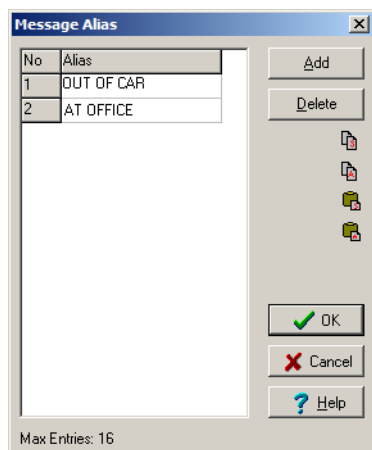 Message Alias
No Alias
1 OUT OF CAR
2 AT OFFICE
Add
Delete
OK
Cancel
? Help
Max Entries: 16